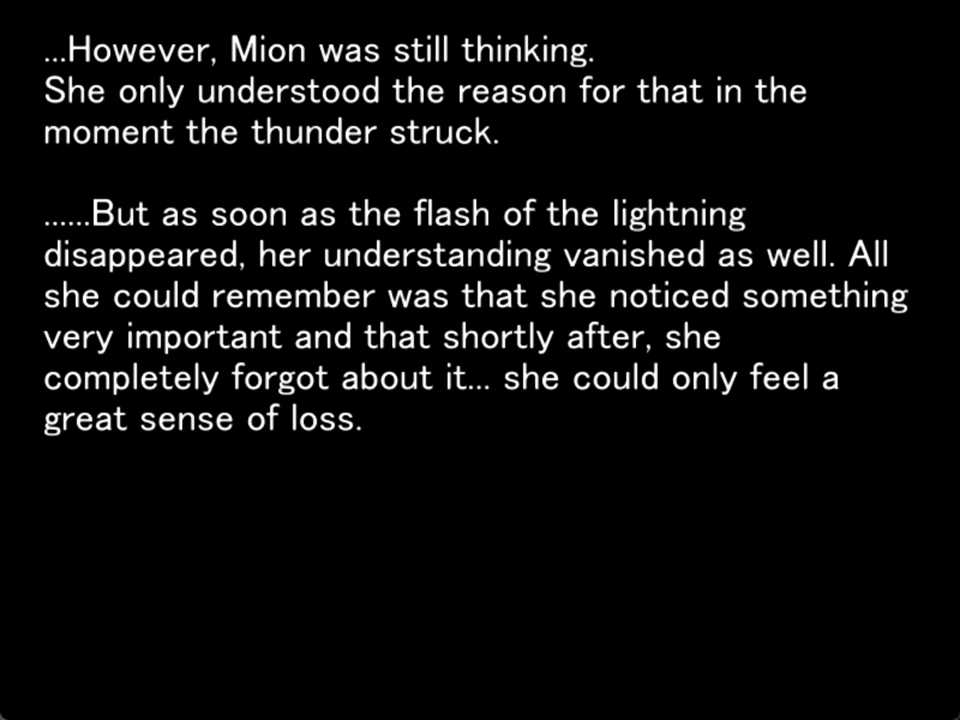 ...However, Mion was still thinking.
She only understood the reason for that in the
moment the thunder struck.
......But as soon as the flash of the lightning
disappeared, her understanding vanished as well. All
she could remember was that she noticed something
very important and that shortly after, she
completely forgot about it... she could only feel a
great sense of loss.